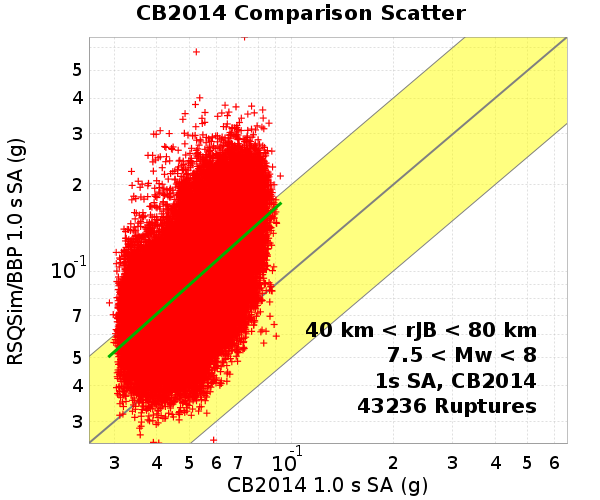 CB2014 Comparison Scatter
RSQSim/BBP 1.0 s SA (g)
5
4
3
2
10-1
7
5
4
3
40 km < rJB < 80 km
7.5 < Mw < 8
1s SA, CB2014
43236 Ruptures
3 4 5 6 7 10-1 2 3 4 5 6
CB2014 1.0 s SA (g)